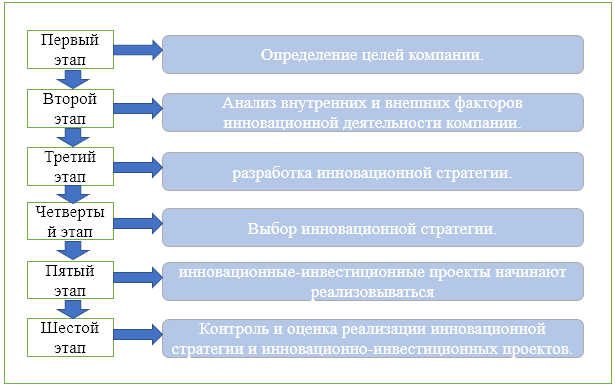 Первый
этап
Определение целей компании.
Второй
этап
Анализ внутренних и внешних факторов
инновационной деятельности компании.
Третий
этап
разработка инновационной стратегии.
Четверты
й этап
Выбор инновационной стратегии.
Пятый
этап
инновационные-инвестиционные проекты начинают
реализовываться
Шестой
этап
Контроль и оценка реализации инновационной
стратегии и инновационно-инвестиционных проектов.